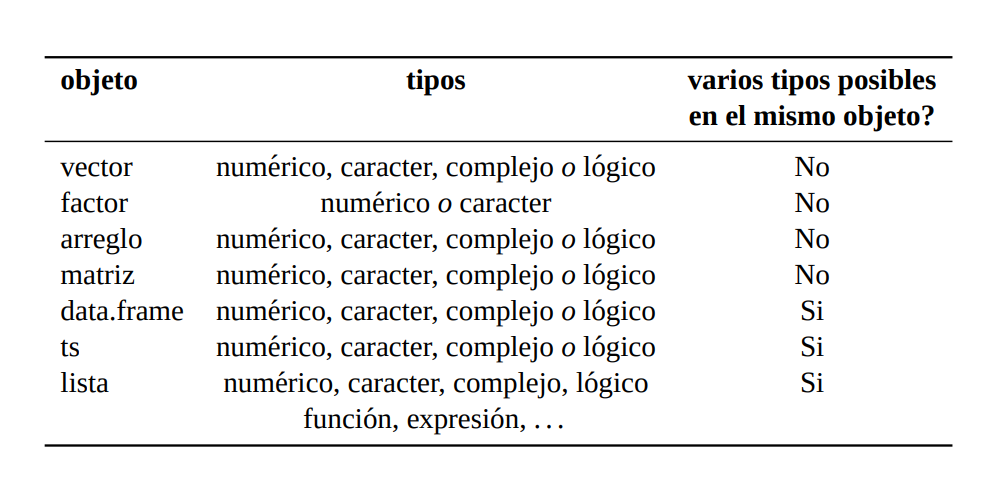 objeto tipos varios tipos posibles
en el mismo objeto?
vector numérico, caracter, complejo o lógico No
factor numérico o caracter No
arreglo numérico, caracter, complejo o lógico No
matriz numérico, caracter, complejo o lógico No
data.frame numérico, caracter, complejo o lógico Si
ts numérico, caracter, complejo o lógico Si
lista numérico, caracter, complejo, lógico Si
función, expresión, ...